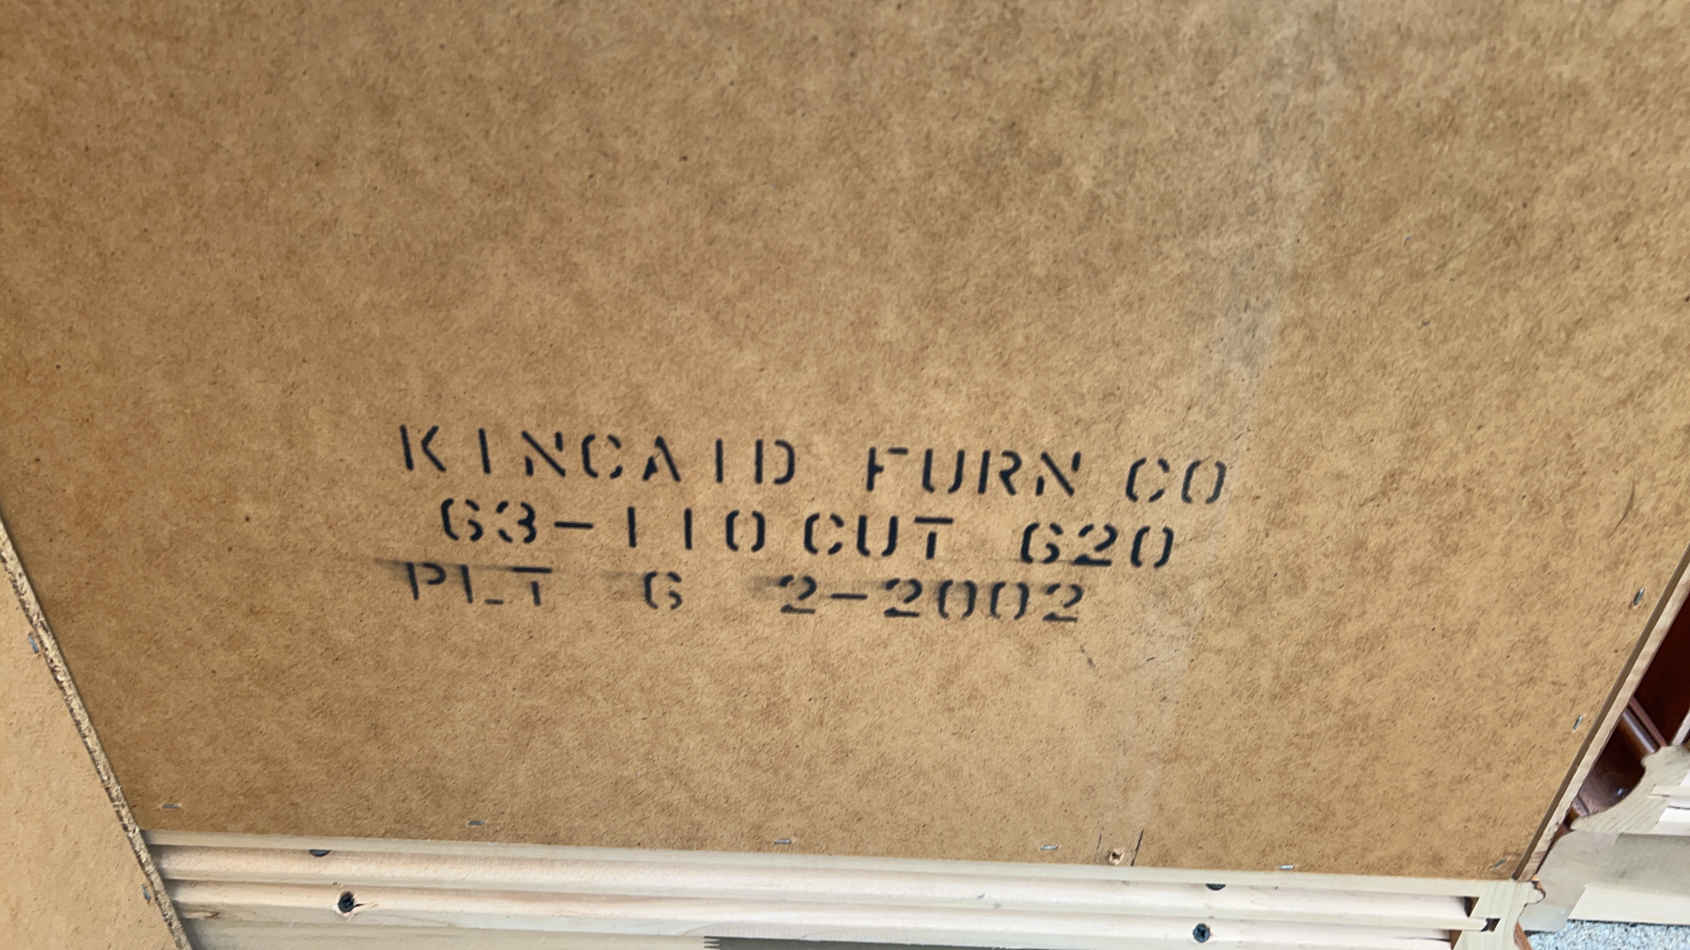 KINCAID FURN CO
63-110 CUT 620
PLT 6 2-2002